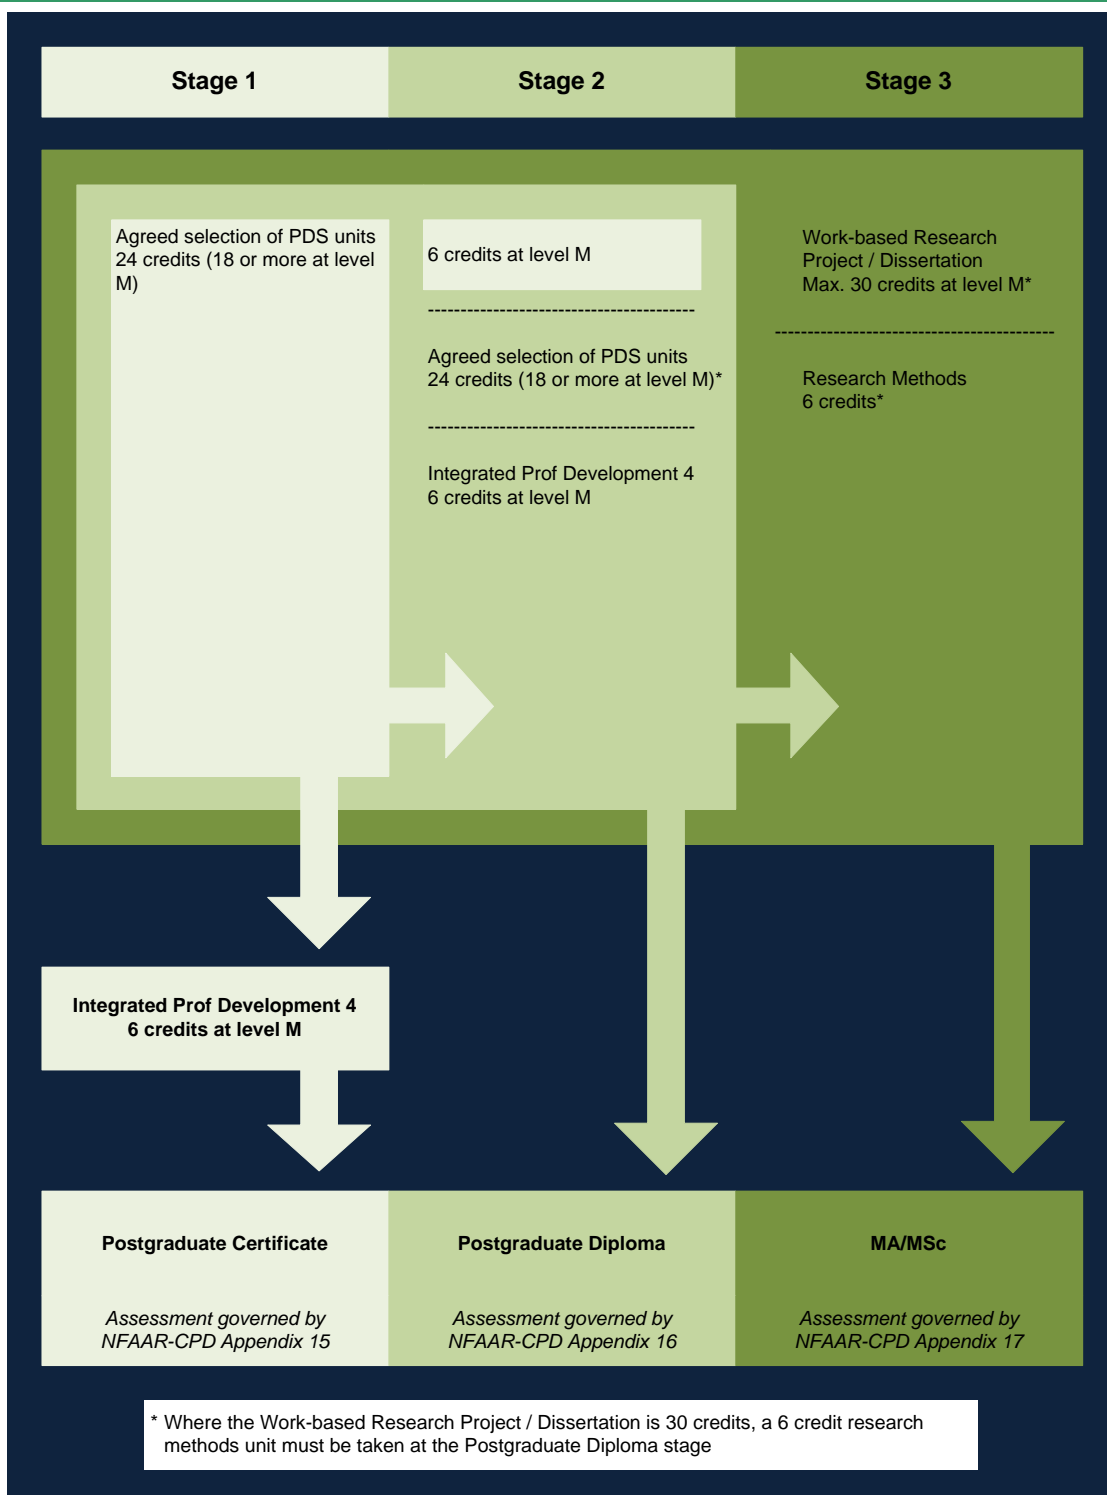 Stage 1
Stage 2
Stage 3
Agreed selection of PDS units
24 credits (18 or more at level
M)
6 credits at level M
-----------------------------------------
Agreed selection of PDS units
24 credits (18 or more at level M)*
-----------------------------------------
Integrated Prof Development 4
6 credits at level M
Work-based Research
Project / Dissertation
Max. 30 credits at level M*
-------------------------------------------
Research Methods
6 credits*
Integrated Prof Development 4
6 credits at level M
Postgraduate Certificate
Assessment governed by
NFAAR-CPD Appendix 15
Postgraduate Diploma
Assessment governed by
NFAAR-CPD Appendix 16
MA/MSc
Assessment governed by
NFAAR-CPD Appendix 17
* Where the Work-based Research Project / Dissertation is 30 credits, a 6 credit research
methods unit must be taken at the Postgraduate Diploma stage